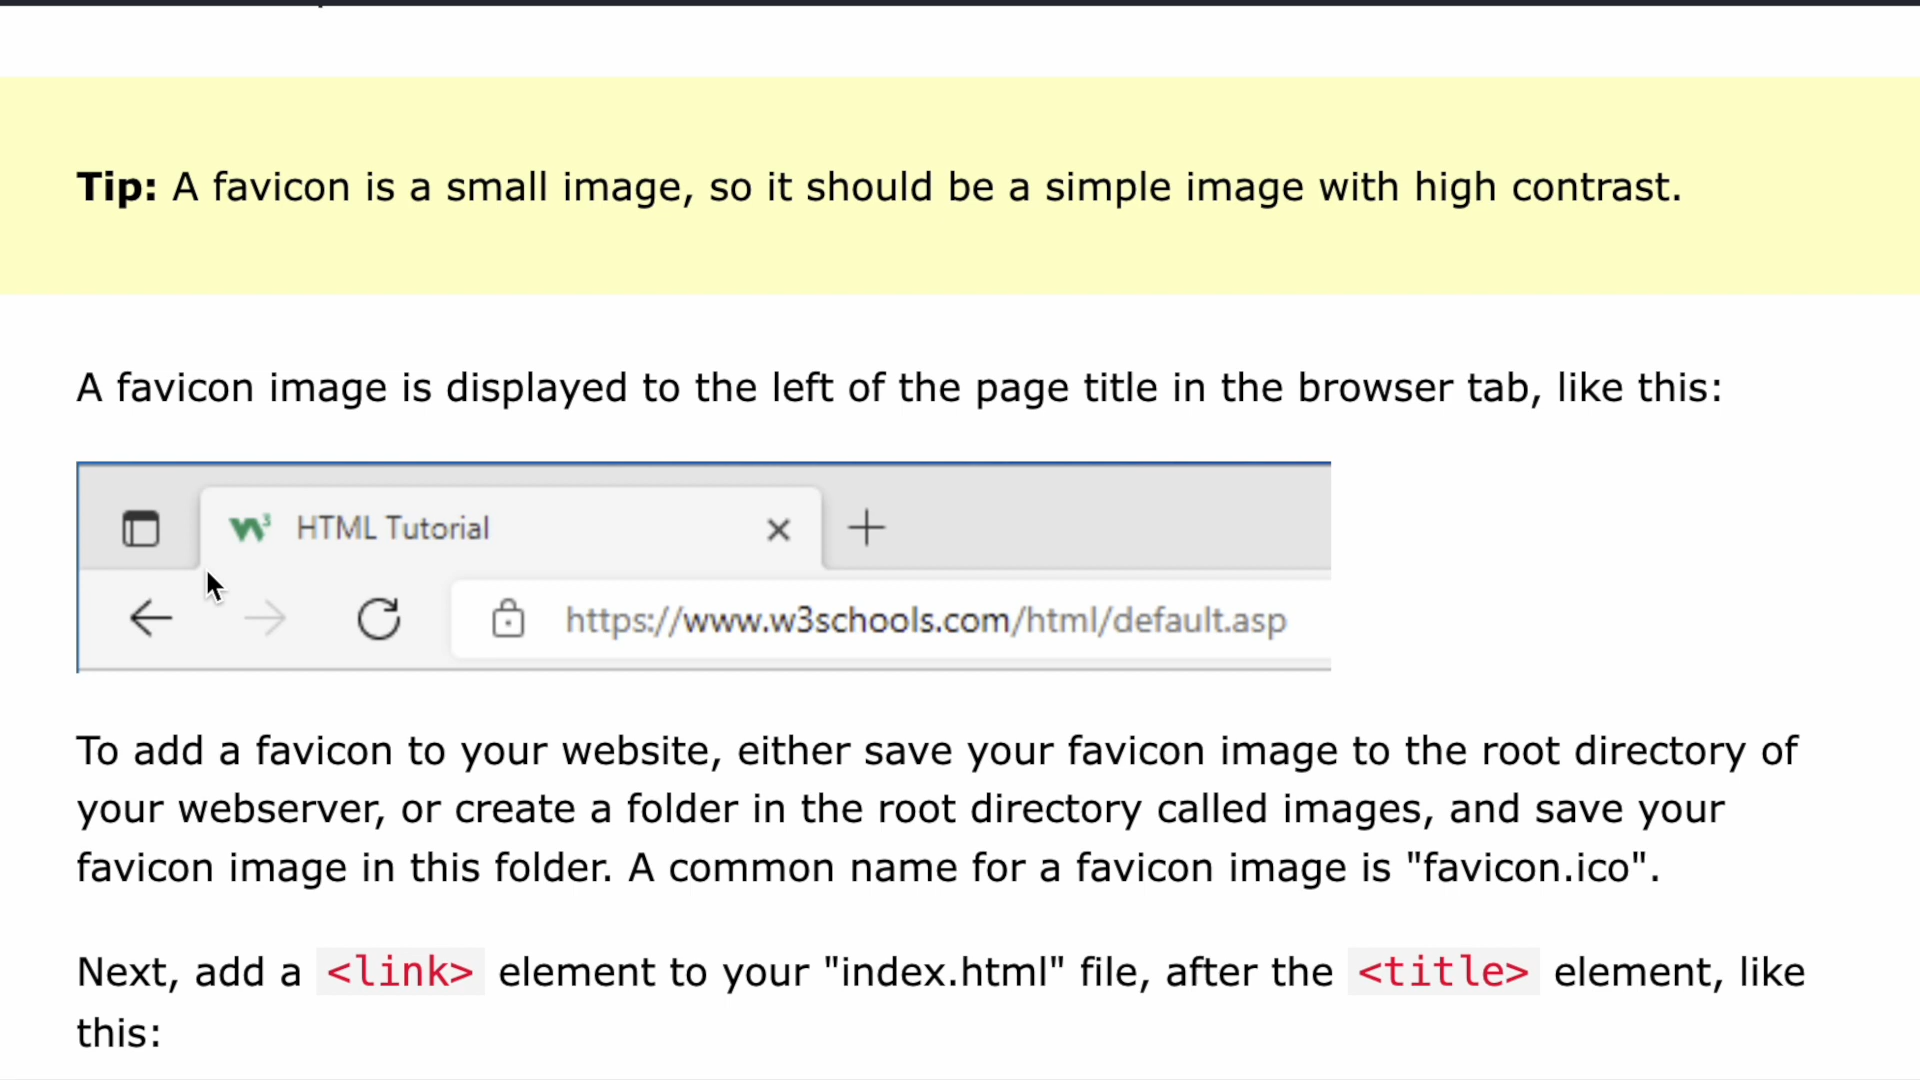 Tip: A favicon is a small image, so it should be a simple image with high contrast.
A favicon image is displayed to the left of the page title in the browser tab, like this:
W3 HTML Tutorial
https://www.w3schools.com/html/default.asp
To add a favicon to your website, either save your favicon image to the root directory of
your webserver, or create a folder in the root directory called images, and save your
favicon image in this folder. A common name for a favicon image is "favicon.ico".
Next, add a <link> element to your "index.html" file, after the <title> element, like
this: